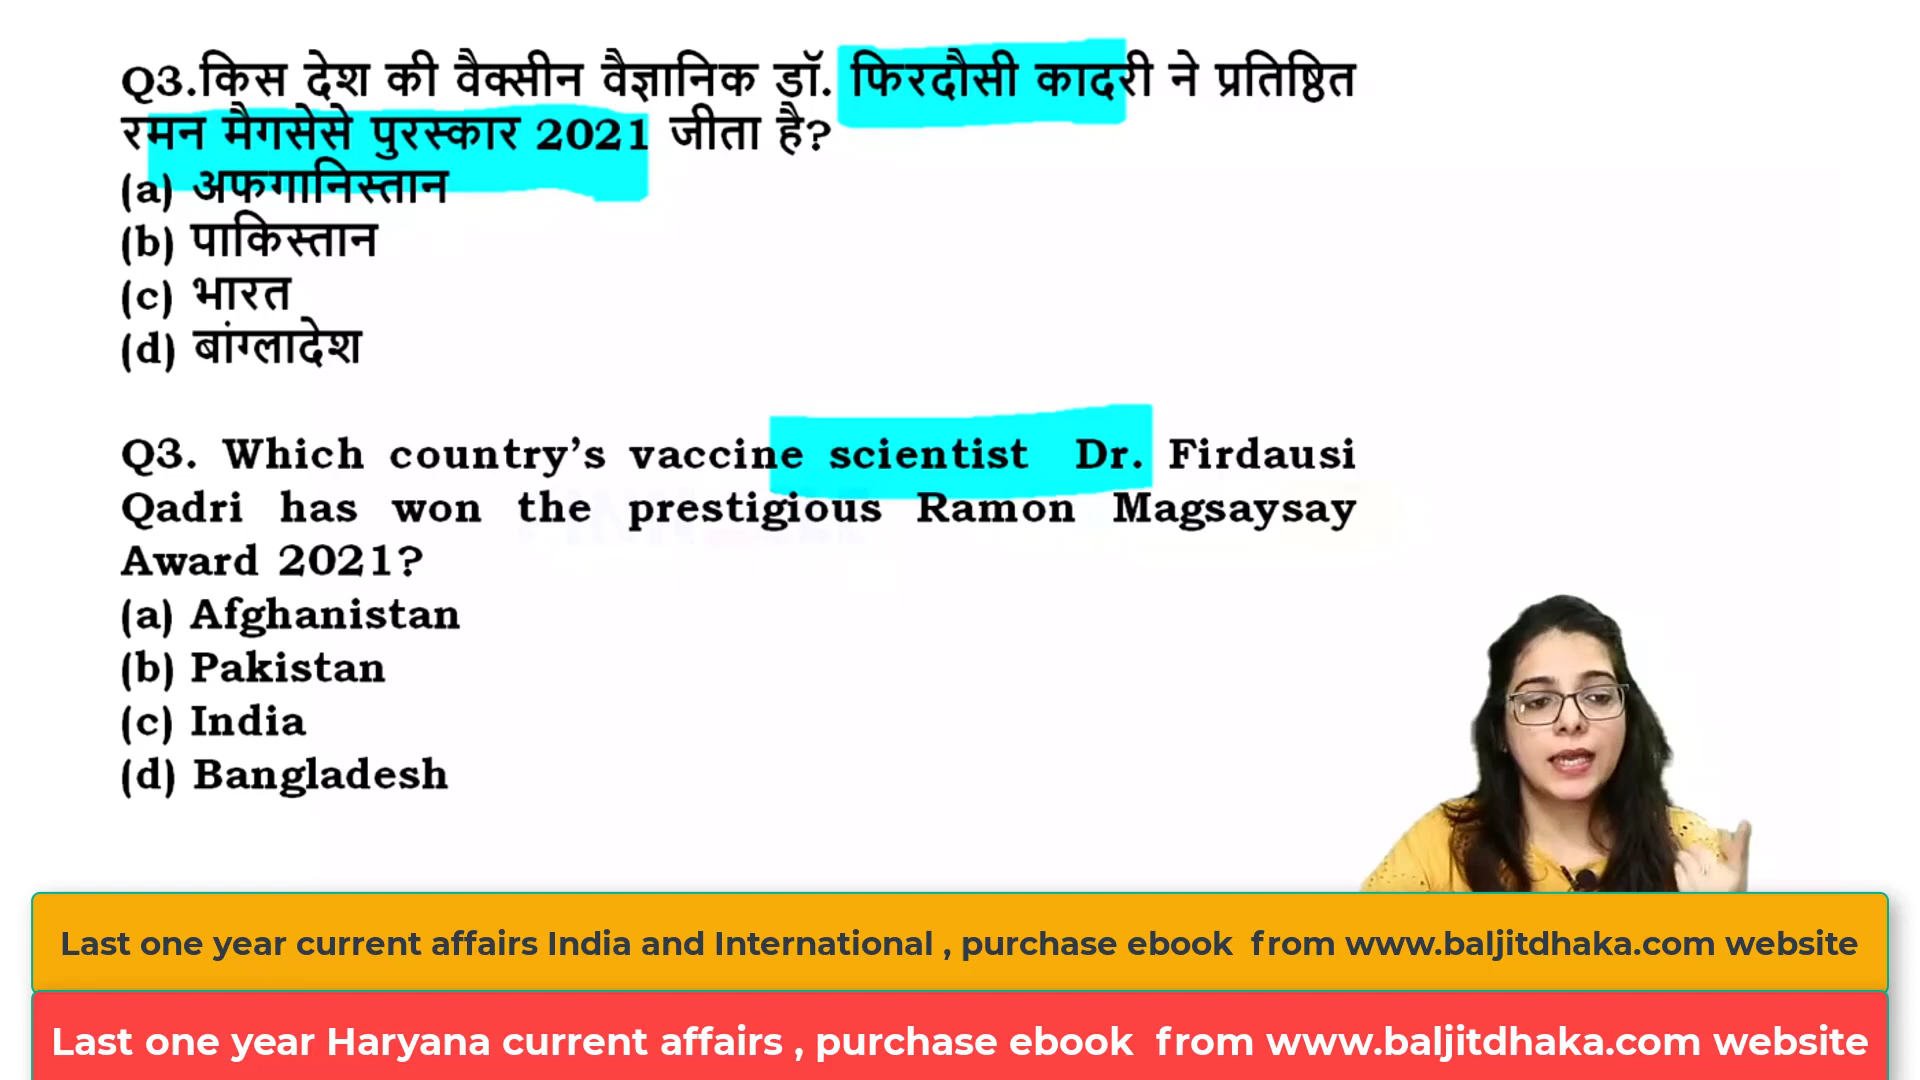 Q3.किस देश की वैक्सीन वैज्ञानिक डॉ. फिरदौसी कादरी ने प्रतिष्ठित
रमन मैगसेसे पुरस्कार 2021 जीता है?
(a) अफगानिस्तान
(b) पाकिस्तान
(c) भारत
(d) बांग्लादेश
Q3. Which country’s vaccine scientist Dr. Firdausi
Qadri has won the prestigious Ramon Magsaysay
Award 2021?
(a) Afghanistan
(b) Pakistan
(c) India
(d) Bangladesh
Last one year current affairs India and International , purchase ebook from www.baljitdhaka.com website
Last one year Haryana current affairs , purchase ebook from www.baljitdhaka.com website